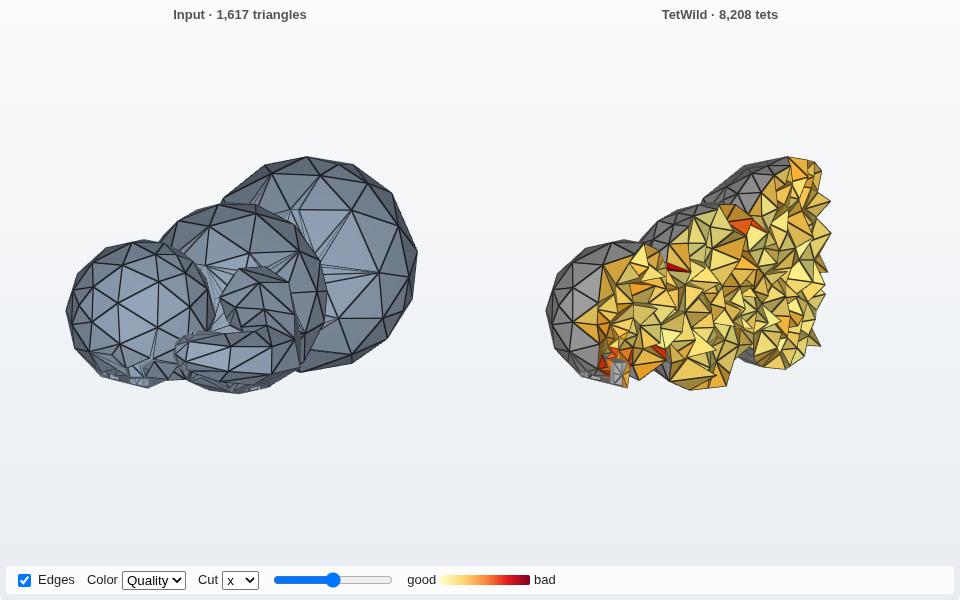 Input · 1,617 triangles
TetWild · 8,208 tets
Edges Color Quality Cut x good bad